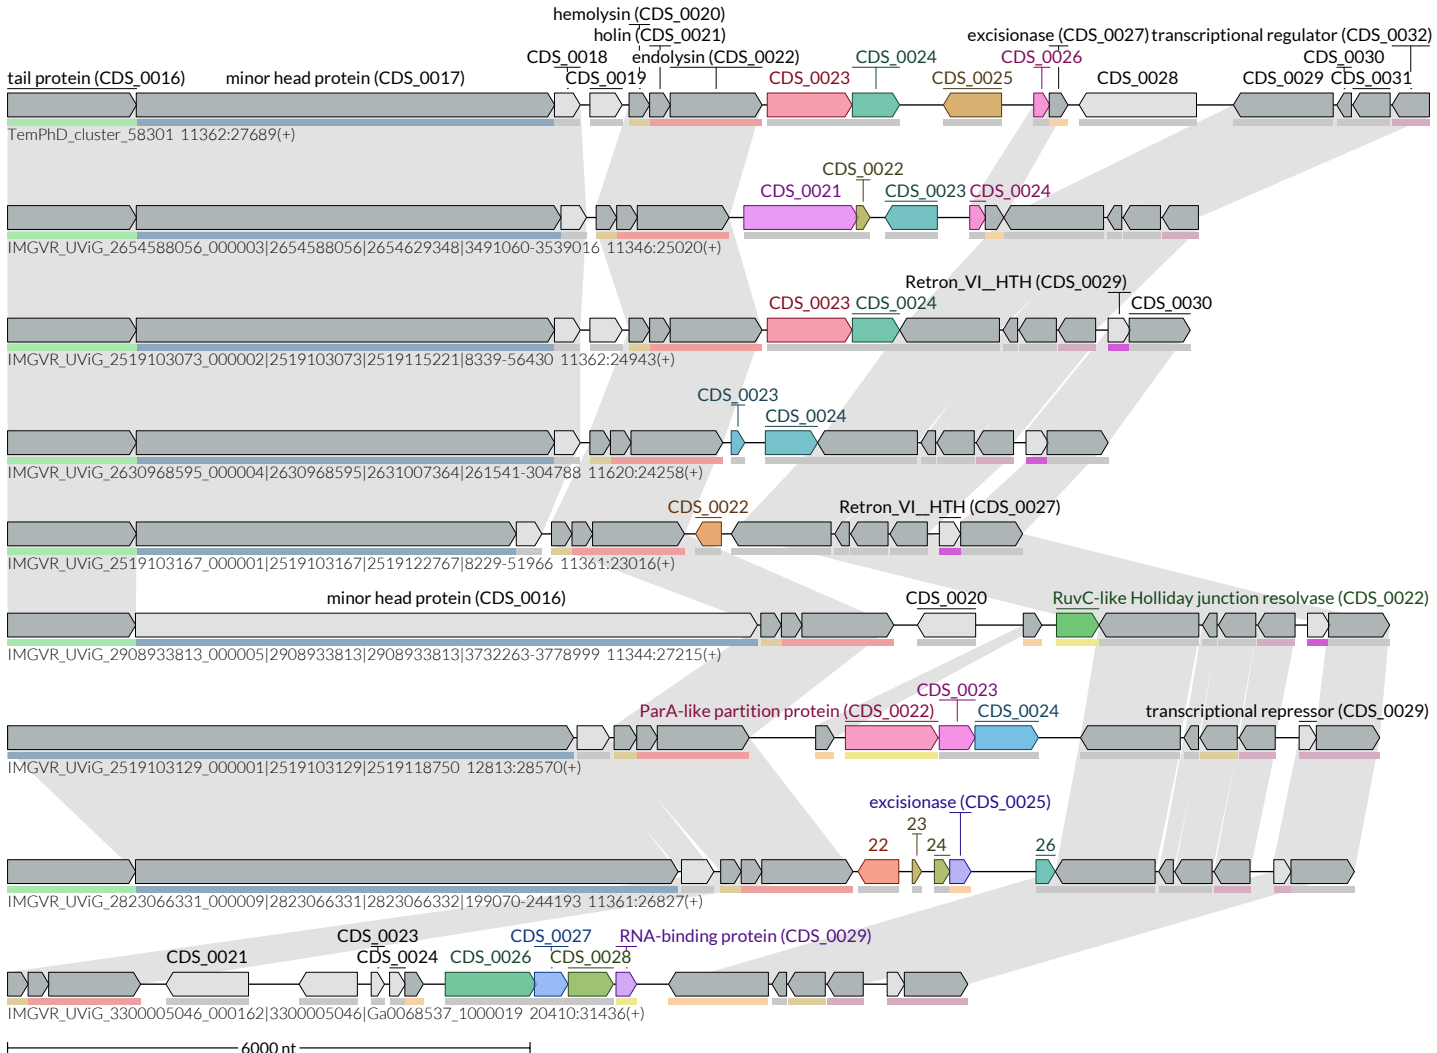 hemolysin (CDS_0020)
holin (CDS_0021)
excisionase (CDS_0027) transcriptional regulator (CDS_0032)
CDS_0018 endolysin (CDS_0022) CDS_0024 CDS_0026 CDS_0030
tail protein (CDS_0016) minor head protein (CDS_0017) CDS_0019 CDS_0023 CDS_0025 CDS_0028 CDS_0029 CDS_0031
TemPhD_cluster_58301 11362:27689(+)
CDS_0022
CDS_0021 CDS_0023 CDS_0024
IMGVR_UViG_2654588056_000003|2654588056|2654629348|3491060-3539016 11346:25020(+)
Retron_VI__HTH (CDS_0029)
CDS_0023 CDS_0024 CDS_0030
IMGVR_UViG_2519103073_000002|2519103073|2519115221|8339-56430 11362:24943(+)
CDS_0023
CDS_0024
IMGVR_UViG_2630968595_000004|2630968595|2631007364|261541-304788 11620:24258(+)
CDS_0022 Retron_VI__HTH (CDS_0027)
IMGVR_UViG_2519103167_000001|2519103167|2519122767|8229-51966 11361:23016(+)
minor head protein (CDS_0016) CDS_0020 RuvC-like Holliday junction resolvase (CDS_0022)
IMGVR_UViG_2908933813_000005|2908933813|2908933813|3732263-3778999 11344:27215(+)
CDS_0023
ParA-like partition protein (CDS_0022) CDS_0024 transcriptional repressor (CDS_0029)
IMGVR_UViG_2519103129_000001|2519103129|2519118750 12813:28570(+)
excisionase (CDS_0025)
23
22 24 26
IMGVR_UViG_2823066331_000009|2823066331|2823066332|199070-244193 11361:26827(+)
CDS_0023 CDS_0027 RNA-binding protein (CDS_0029)
CDS_0021 CDS_0024 CDS_0026 CDS_0028
IMGVR_UViG_3300005046_000162|3300005046|Ga0068537_1000019 20410:31436(+)
6000 nt